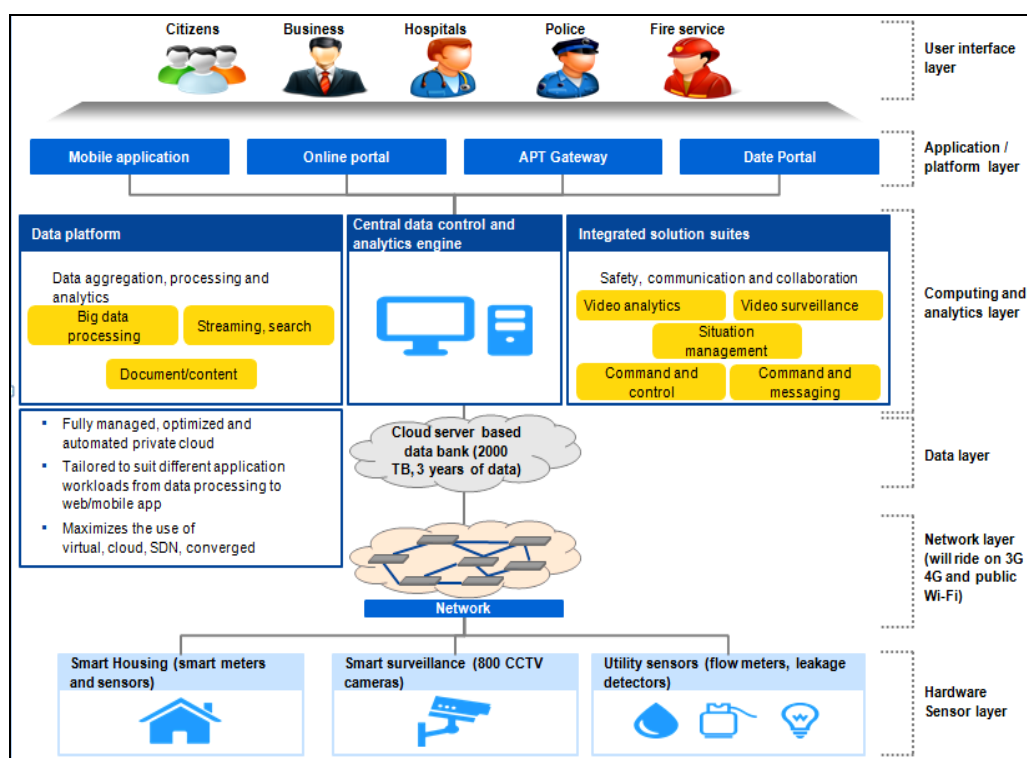 Citizens
Business
Hospitals
Police
Fire service
User interface
layer
Mobile application
Online portal
APT Gateway
Date Portal
Application /
platform layer
Data platform
Data aggregation, processing and
analytics
Big data
processing
Streaming, search
Document/content
Central data control and
analytics engine
Integrated solution suites
Safety, communication and collaboration
Video analytics
Video surveillance
Situation
management
Command and
control
Command and
messaging
Computing and
analytics layer
▪ Fully managed, optimized and
automated private cloud
▪ Tailored to suit different application
workloads from data processing to
web/mobile app
▪ Maximizes the use of
virtual, cloud, SDN, converged
Cloud server based
data bank (2000
TB, 3 years of data)
Data layer
Network
Network layer
(will ride on 3G
4G and public
Wi-Fi)
Smart Housing (smart meters
and sensors)
Smart surveillance (800 CCTV
cameras)
Utility sensors (flow meters, leakage
detectors)
Hardware
Sensor layer